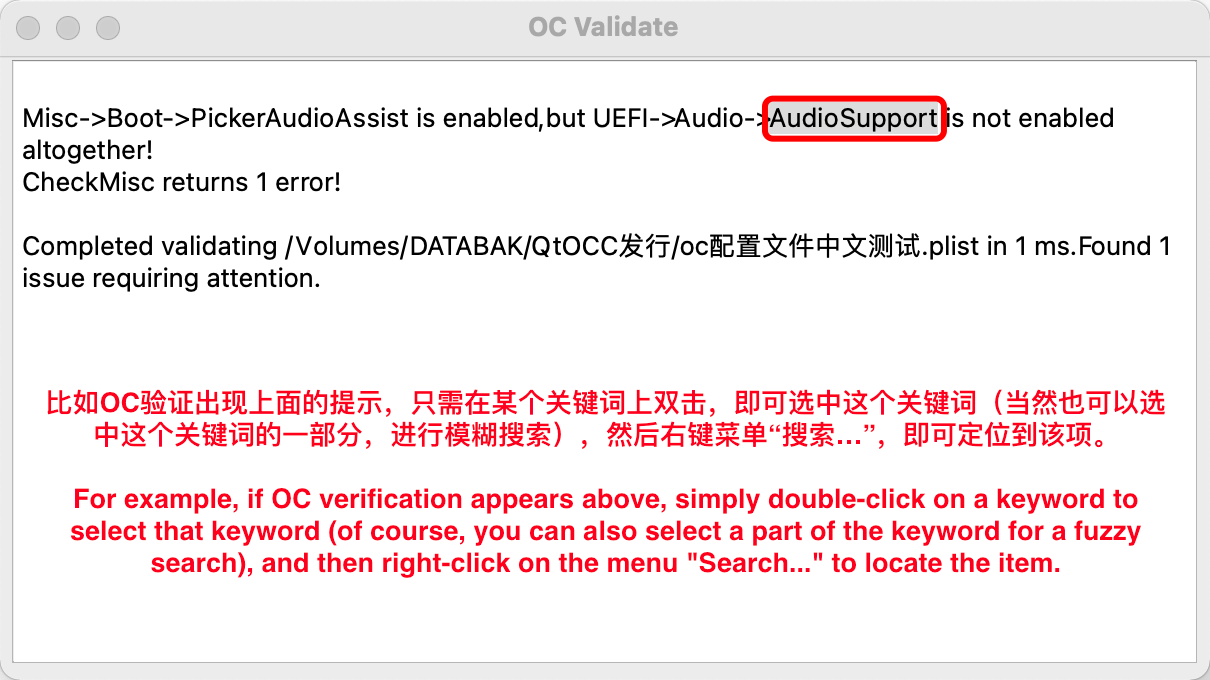 OC Validate
Misc->Boot->PickerAudioAssist is enabled,but UEFI->Audio->AudioSupport is not enabled
altogether!
CheckMisc returns 1 error!
Completed validating /Volumes/DATABAK/QtOCC发行/oc配置文件中文测试.plist in 1 ms.Found 1
issue requiring attention.
比如OC验证出现上面的提示，只需在某个关键词上双击，即可选中这个关键词（当然也可以选
中这个关键词的一部分，进行模糊搜索），然后右键菜单“搜索...”，即可定位到该项。
For example, if OC verification appears above, simply double-click on a keyword to
select that keyword (of course, you can also select a part of the keyword for a fuzzy
search), and then right-click on the menu "Search..." to locate the item.